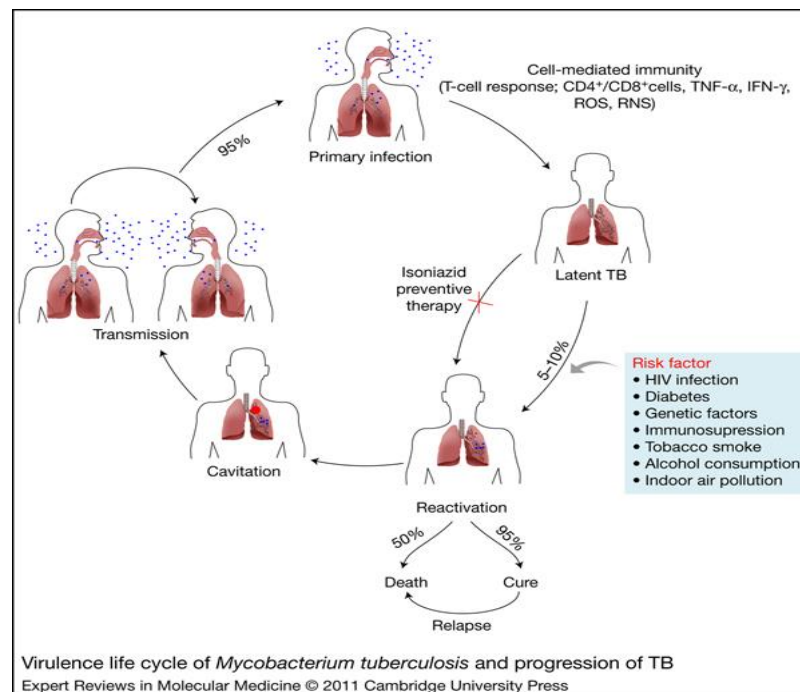 Cell-mediated immunity
(T-cell response; CD4⁺/CD8⁺cells, TNF-α, IFN-γ,
ROS, RNS)
95%
Primary infection
Isoniazid
preventive
therapy
Latent TB
Transmission
5–10%
Risk factor
• HIV infection
• Diabetes
• Genetic factors
• Immunosupression
• Tobacco smoke
• Alcohol consumption
• Indoor air pollution
Cavitation
Reactivation
50%
95%
Death
Cure
Relapse
Virulence life cycle of Mycobacterium tuberculosis and progression of TB
Expert Reviews in Molecular Medicine © 2011 Cambridge University Press